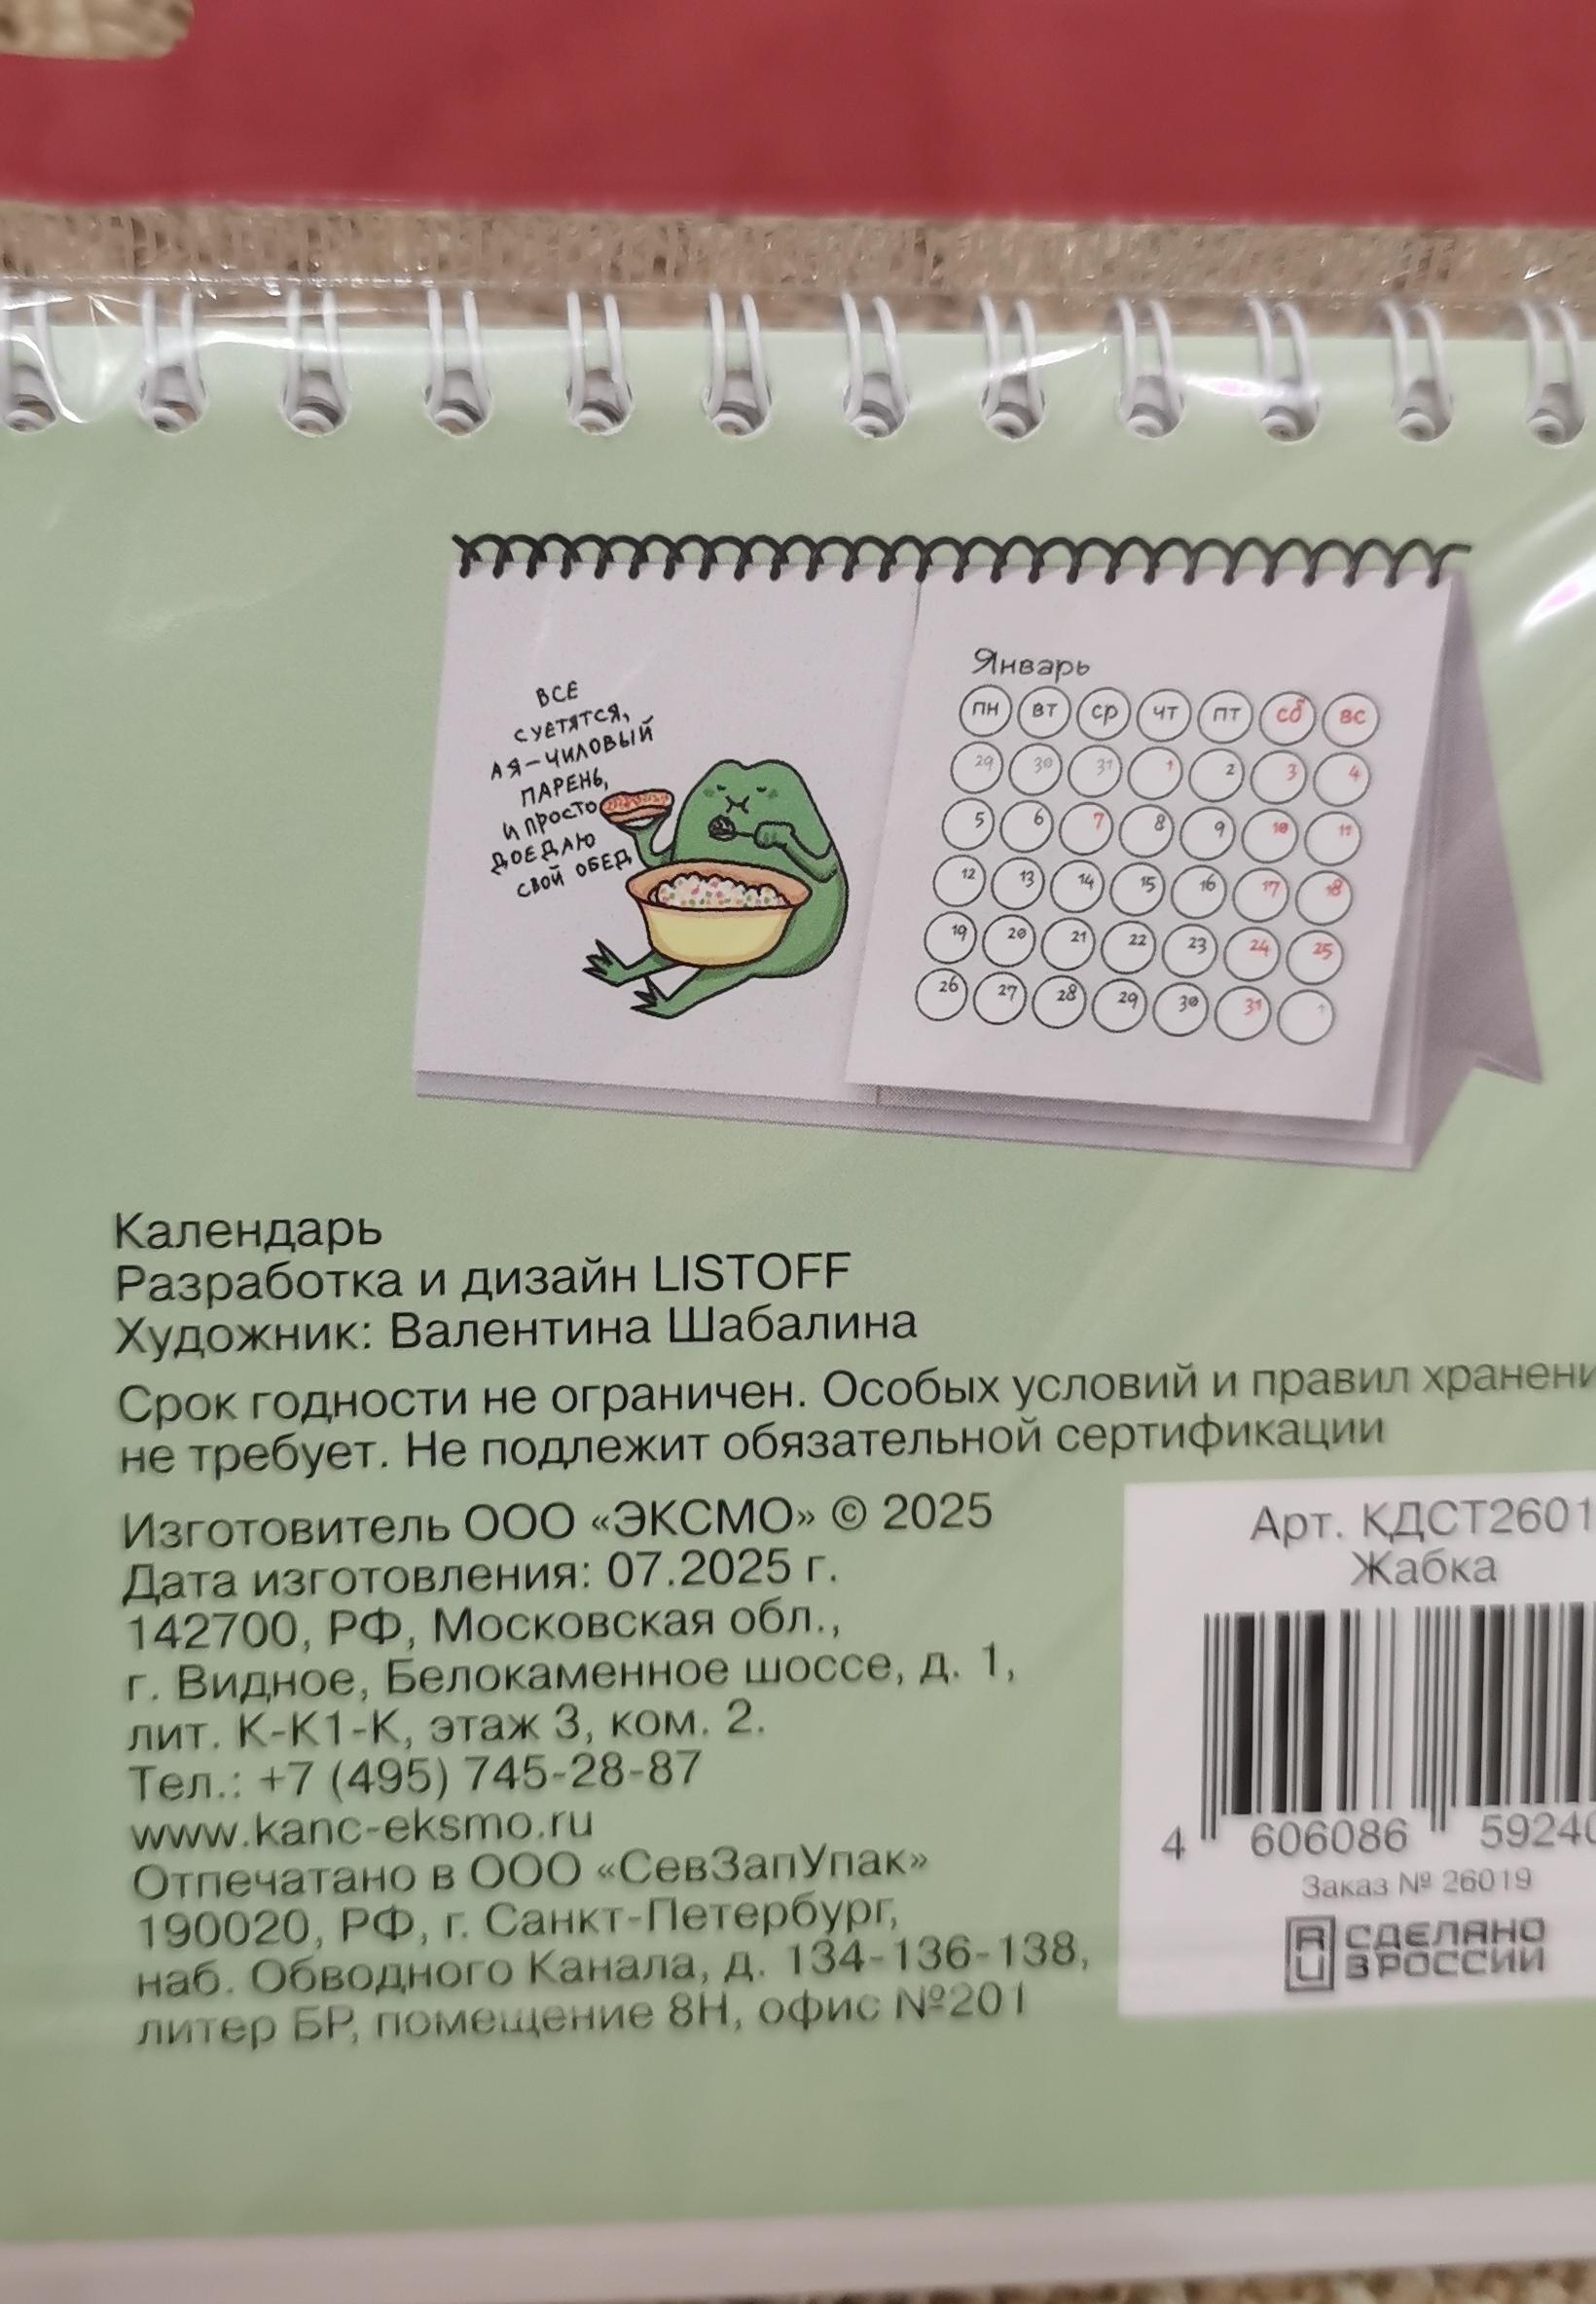 ВСЕ
СУЕТЯТСЯ,
А Я-ЧИЛОВЫЙ
ПАРЕНЬ,
И ПРОСТО
ДОЕДАЮ
СВОЙ ОБЕД
Январь
ПН ВТ СР ЧТ ПТ СБ ВС
29 30 31 1 2 3 4
5 6 7 8 9 10 11
12 13 14 15 16 17 18
19 20 21 22 23 24 25
26 27 28 29 30 31 1
Календарь
Разработка и дизайн LISTOFF
Художник: Валентина Шабалина
Срок годности не ограничен. Особых условий и правил хранени
не требует. Не подлежит обязательной сертификации
Изготовитель ООО «ЭКСМО» © 2025
Дата изготовления: 07.2025 г.
142700, РФ, Московская обл.,
г. Видное, Белокаменное шоссе, д. 1,
лит. К-К1-К, этаж 3, ком. 2.
Тел.: +7 (495) 745-28-87
www.kanc-eksmo.ru
Отпечатано в ООО «СевЗапУпак»
190020, РФ, г. Санкт-Петербург,
наб. Обводного Канала, д. 134-136-138,
литер БР, помещение 8Н, офис №201
Арт. КДСТ2601
Жабка
4 606086 59240
Заказ № 26019
RU СДЕЛАНО
В РОССИИ